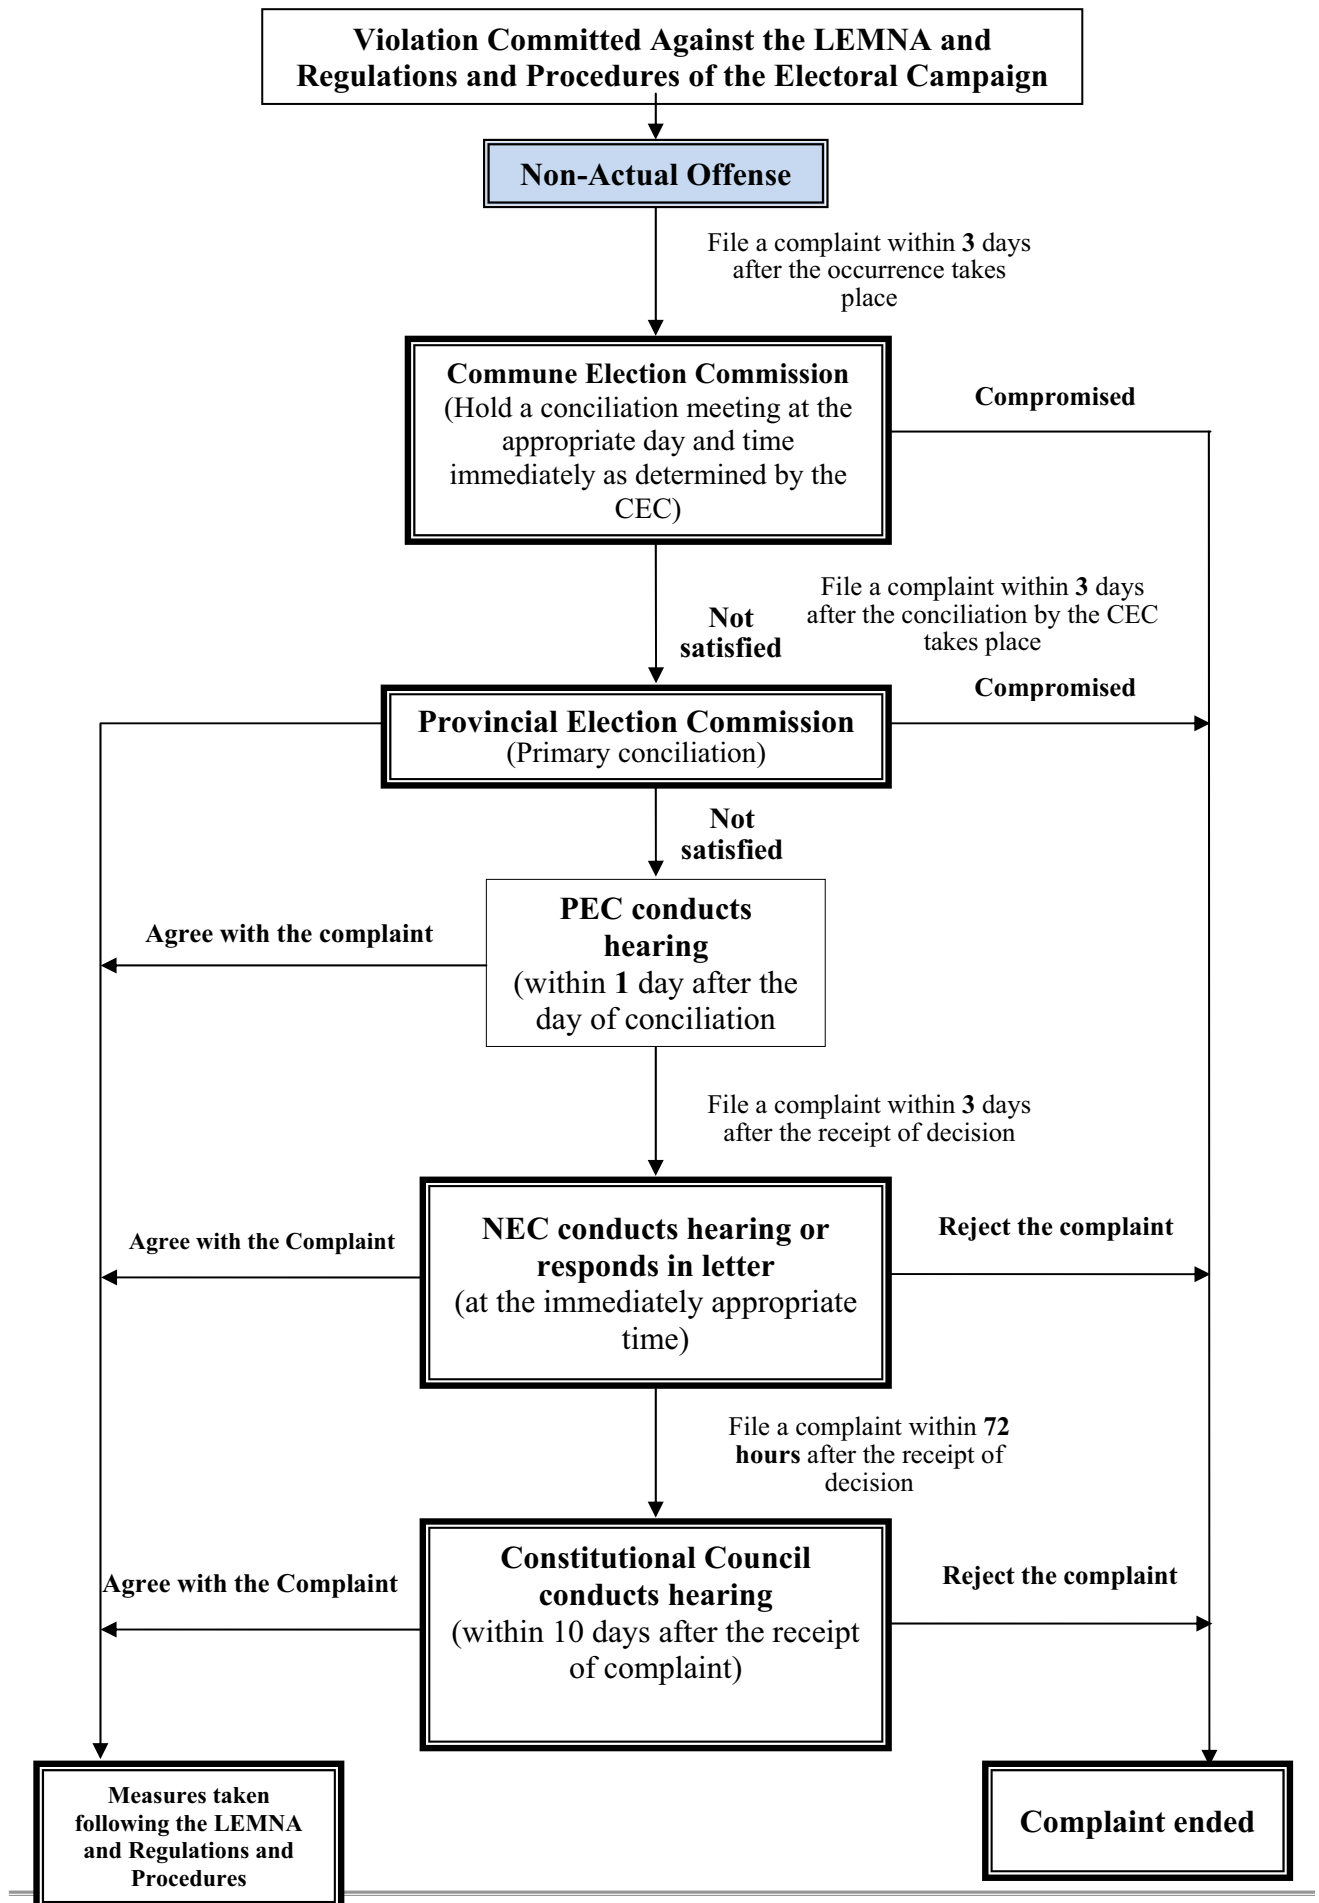 Violation Committed Against the LEMNA and
Regulations and Procedures of the Electoral Campaign
Non-Actual Offense
File a complaint within 3 days
after the occurrence takes
place
Commune Election Commission
(Hold a conciliation meeting at the
appropriate day and time
immediately as determined by the
CEC)
Compromised
Not
satisfied
File a complaint within 3 days
after the conciliation by the CEC
takes place
Compromised
Provincial Election Commission
(Primary conciliation)
Not
satisfied
PEC conducts
hearing
(within 1 day after the
day of conciliation
Agree with the complaint
File a complaint within 3 days
after the receipt of decision
NEC conducts hearing or
responds in letter
(at the immediately appropriate
time)
Agree with the Complaint
Reject the complaint
File a complaint within 72
hours after the receipt of
decision
Constitutional Council
conducts hearing
(within 10 days after the receipt
of complaint)
Agree with the Complaint
Reject the complaint
Measures taken
following the LEMNA
and Regulations and
Procedures
Complaint ended